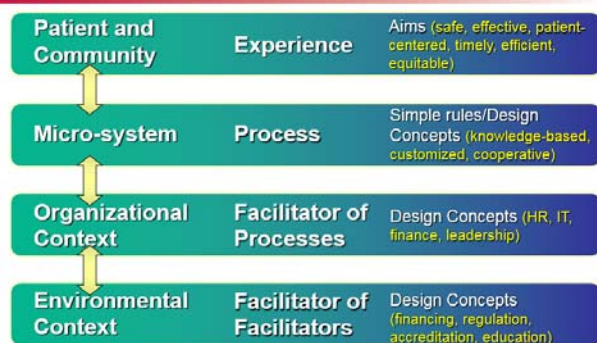 Patient and
Community
Experience
Aims (safe, effective, patient-
centered, timely, efficient,
equitable)
Micro-system
Process
Simple rules/Design
Concepts (knowledge-based,
customized, cooperative)
Organizational
Context
Facilitator of
Processes
Design Concepts (HR, IT,
finance, leadership)
Environmental
Context
Facilitator of
Facilitators
Design Concepts
(financing, regulation,
accreditation, education)